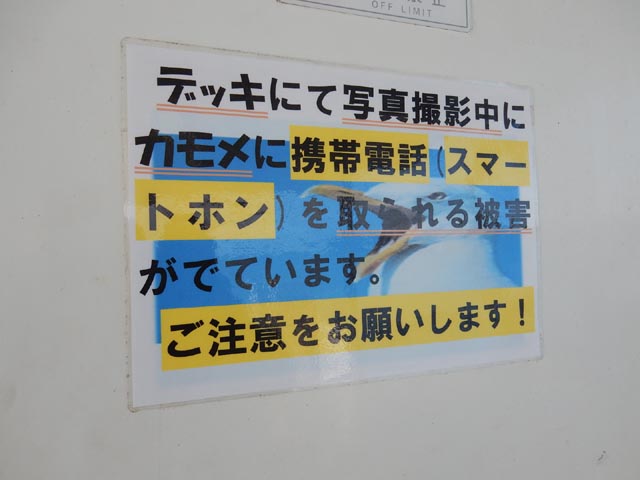 OFF LIMIT
デッキにて写真撮影中に
カモメに携帯電話(スマー
トホン)を取られる被害
がでています。
ご注意をお願いします!